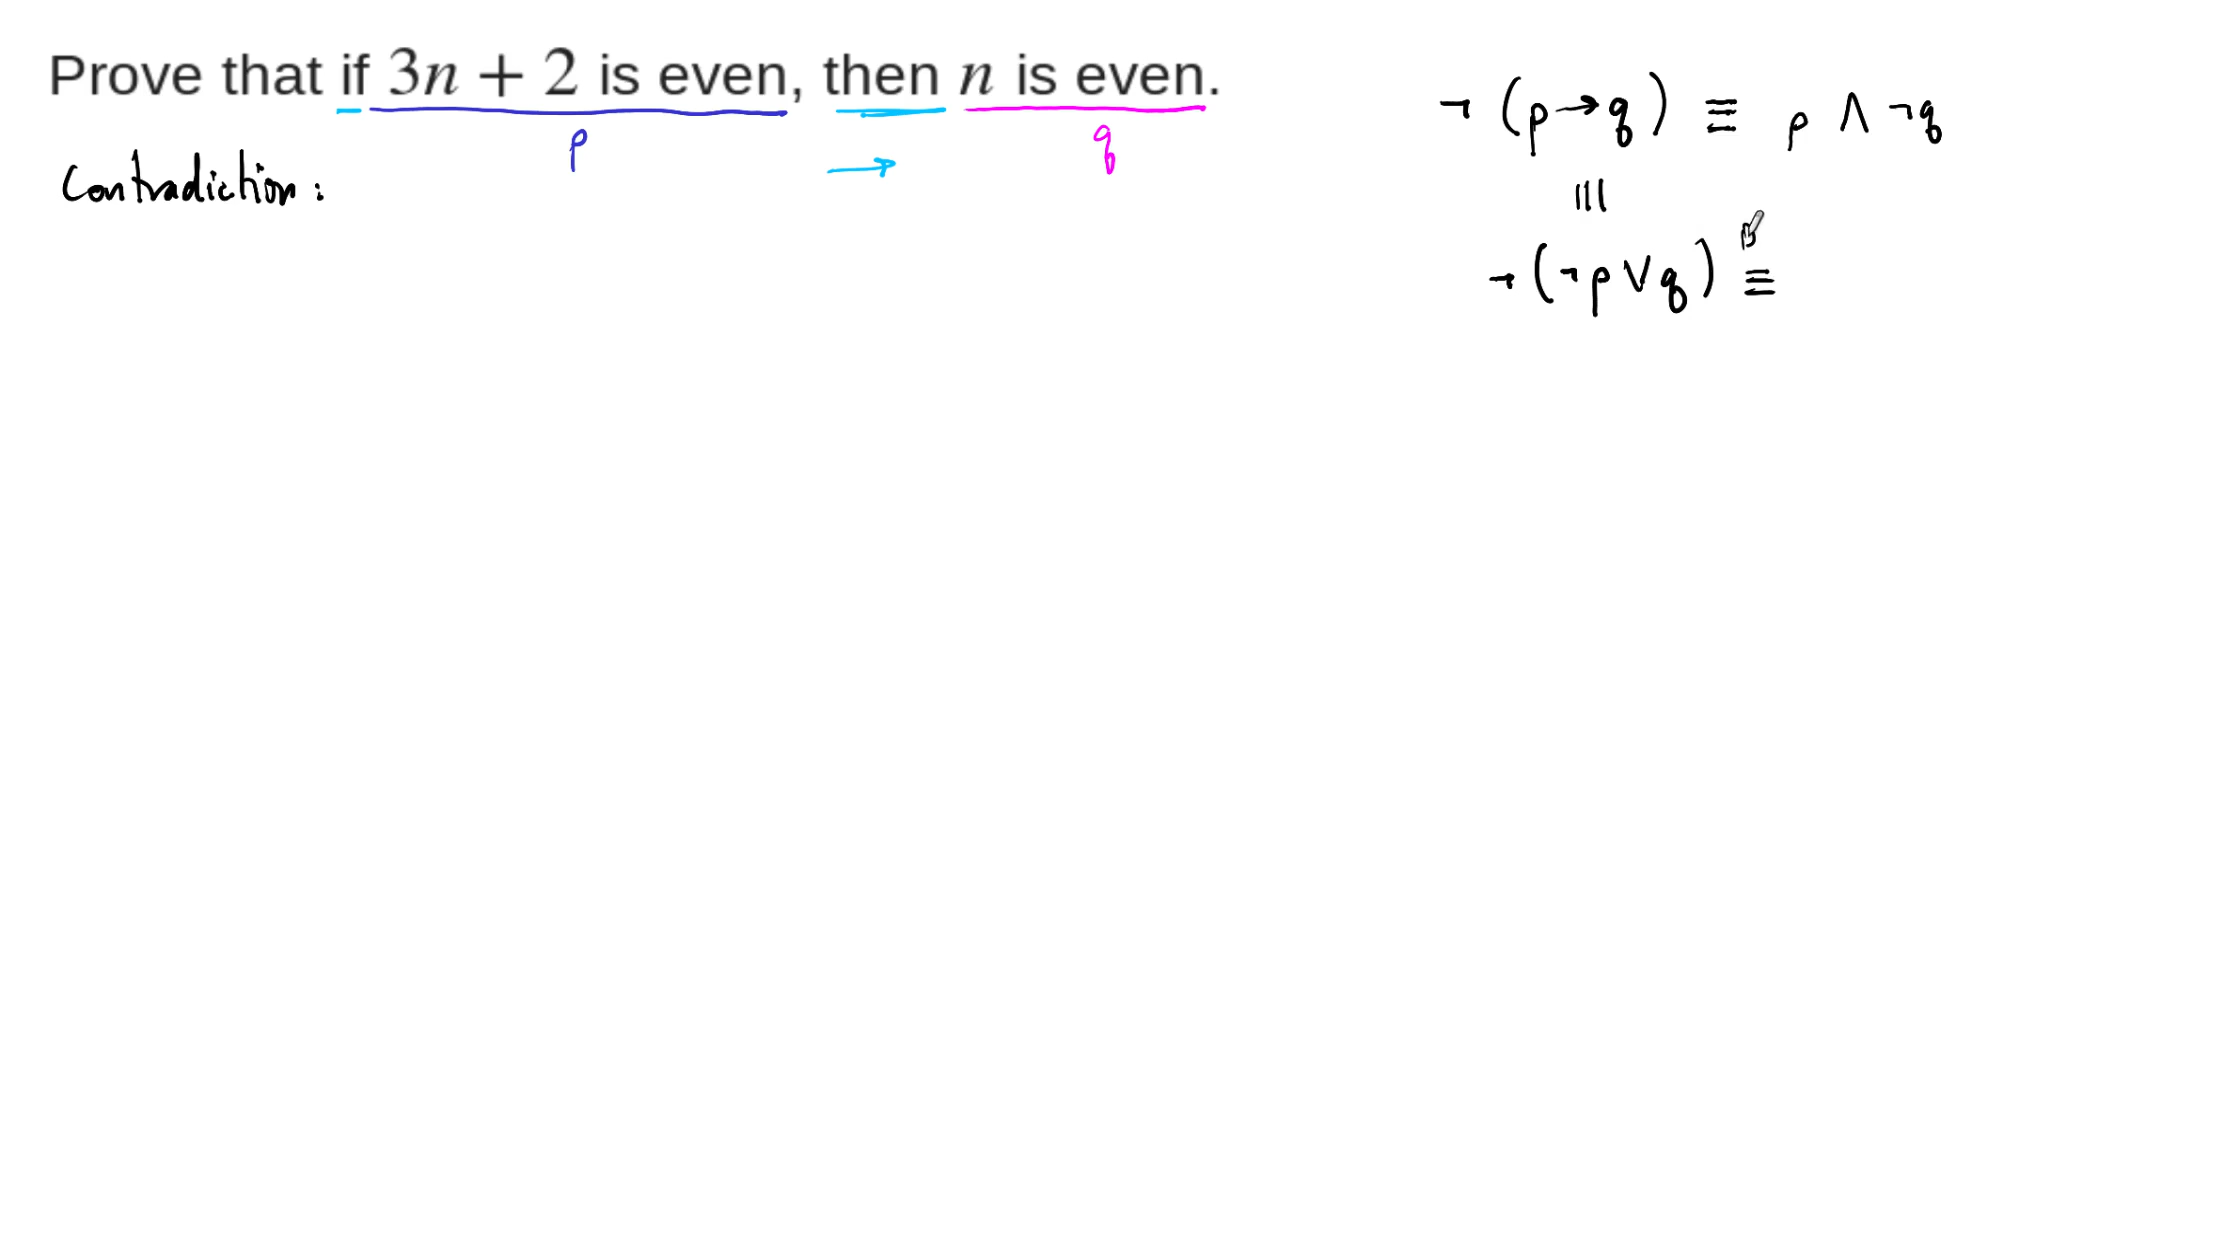 Prove that if 3n + 2 is even, then n is even.
p → q
Contradiction:
¬ (p → q) ≡ p ∧ ¬q
≡
¬ (¬p ∨ q) ≡